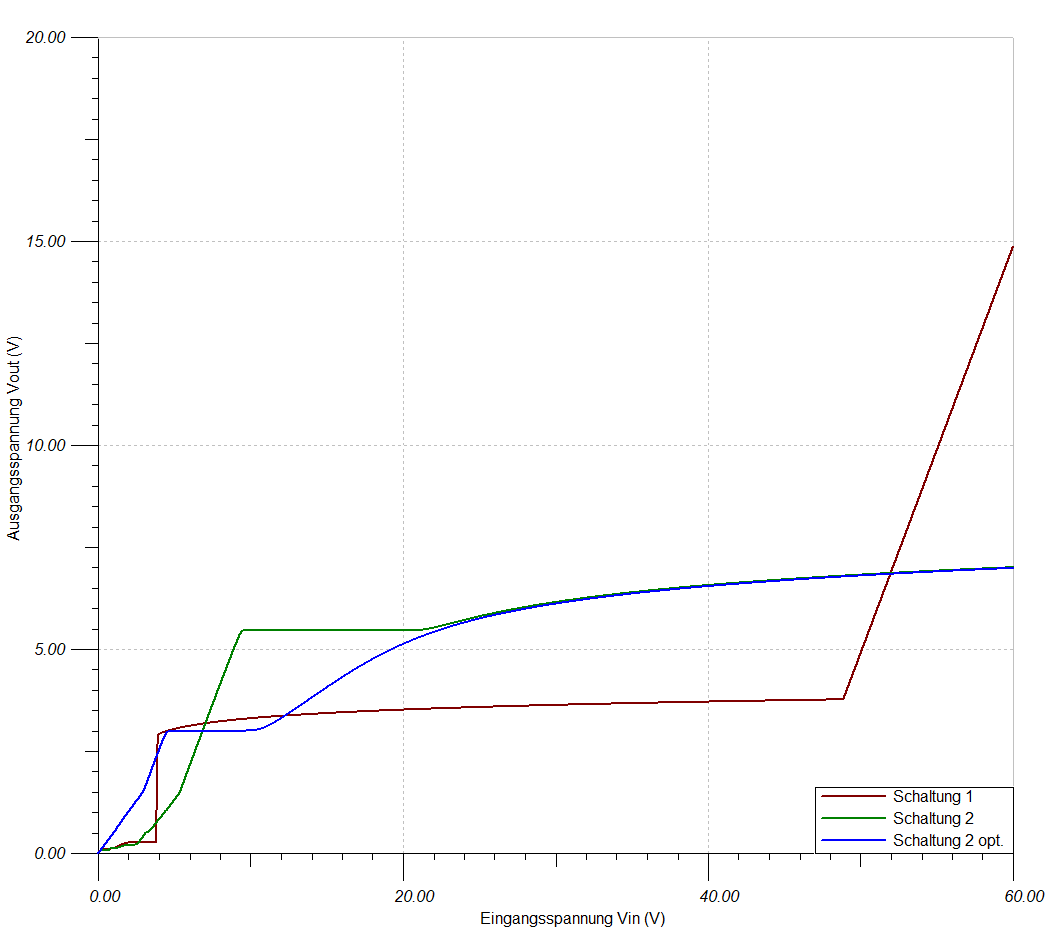 20.00
15.00
10.00
5.00
0.00
Ausgangsspannung Vout (V)
Schaltung 1
Schaltung 2
Schaltung 2 opt.
0.00 20.00 40.00 60.00
Eingangsspannung Vin (V)